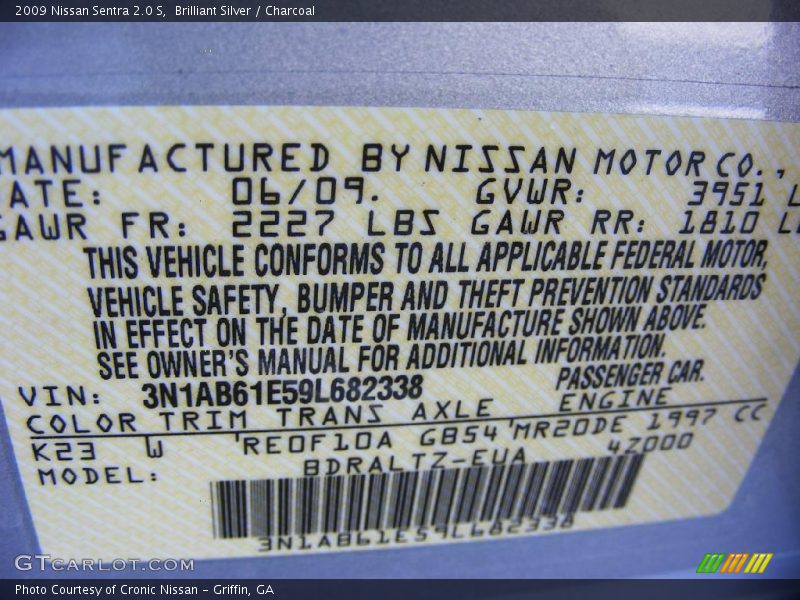 2009 Nissan Sentra 2.0 S, Brilliant Silver / Charcoal
MANUFACTURED BY NISSAN MOTOR CO.,
ATE: 06/09. GVWR: 3951 L
GAWR FR: 2227 LBS GAWR RR: 1810 L
THIS VEHICLE CONFORMS TO ALL APPLICABLE FEDERAL MOTOR,
VEHICLE SAFETY, BUMPER AND THEFT PREVENTION STANDARDS
IN EFFECT ON THE DATE OF MANUFACTURE SHOWN ABOVE.
SEE OWNER'S MANUAL FOR ADDITIONAL INFORMATION.
VIN: 3N1AB61E59L682338 PASSENGER CAR.
COLOR TRIM TRANS AXLE ENGINE
K23 W 'RE0F10A GB54 'MR20DE 1997 CC
MODEL: BDRALTZ-EUA 4Z000
3N1AB61E59L682338
GTCARLOT.COM
Photo Courtesy of Cronic Nissan – Griffin, GA